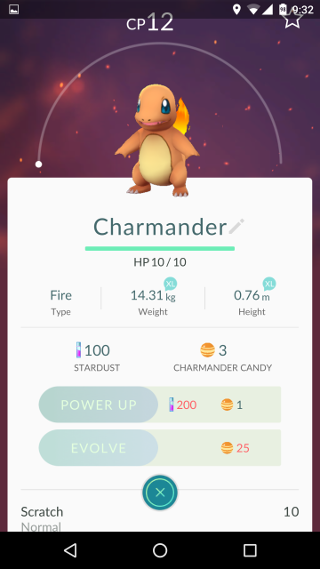 9:32
CP12
Charmander
HP 10 / 10
Fire
Type
XL
14.31 kg
Weight
XL
0.76 m
Height
100
STARDUST
3
CHARMANDER CANDY
POWER UP 200 1
EVOLVE 25
Scratch 10
Normal